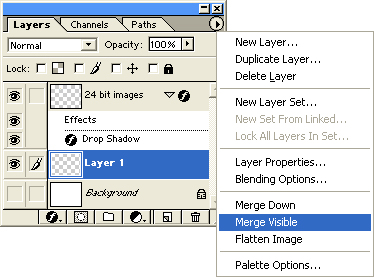 Layers Channels Paths
Normal Opacity: 100%
Lock:
24 bit images
Effects
Drop Shadow
Layer 1
Background
New Layer...
Duplicate Layer...
Delete Layer
New Layer Set...
New Set From Linked...
Lock All Layers In Set...
Layer Properties...
Blending Options...
Merge Down
Merge Visible
Flatten Image
Palette Options...